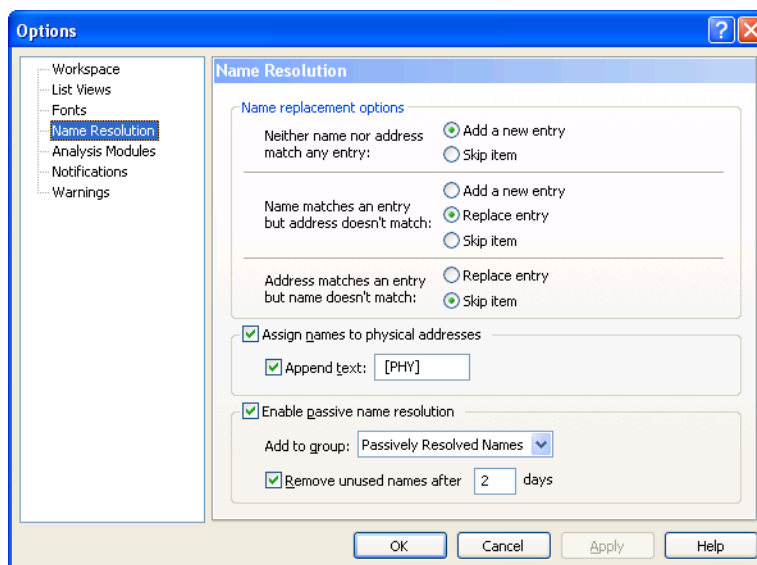 Options
Workspace
List Views
Fonts
Name Resolution
Analysis Modules
Notifications
Warnings
Name Resolution
Name replacement options
Neither name nor address
match any entry:
Add a new entry
Skip item
Name matches an entry
but address doesn't match:
Add a new entry
Replace entry
Skip item
Address matches an entry
but name doesn't match:
Replace entry
Skip item
Assign names to physical addresses
Append text: [PHY]
Enable passive name resolution
Add to group: Passively Resolved Names
Remove unused names after 2 days
OK Cancel Apply Help